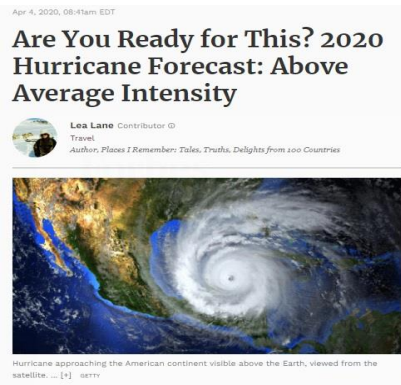 Apr 4, 2020, 08:41am EDT
Are You Ready for This? 2020
Hurricane Forecast: Above
Average Intensity
Lea Lane Contributor ⓘ
Travel
Author, Places I Remember: Tales, Truths, Delights from 100 Countries
Hurricane approaching the American continent visible above the Earth, viewed from the
satellite. ... [+] GETTY